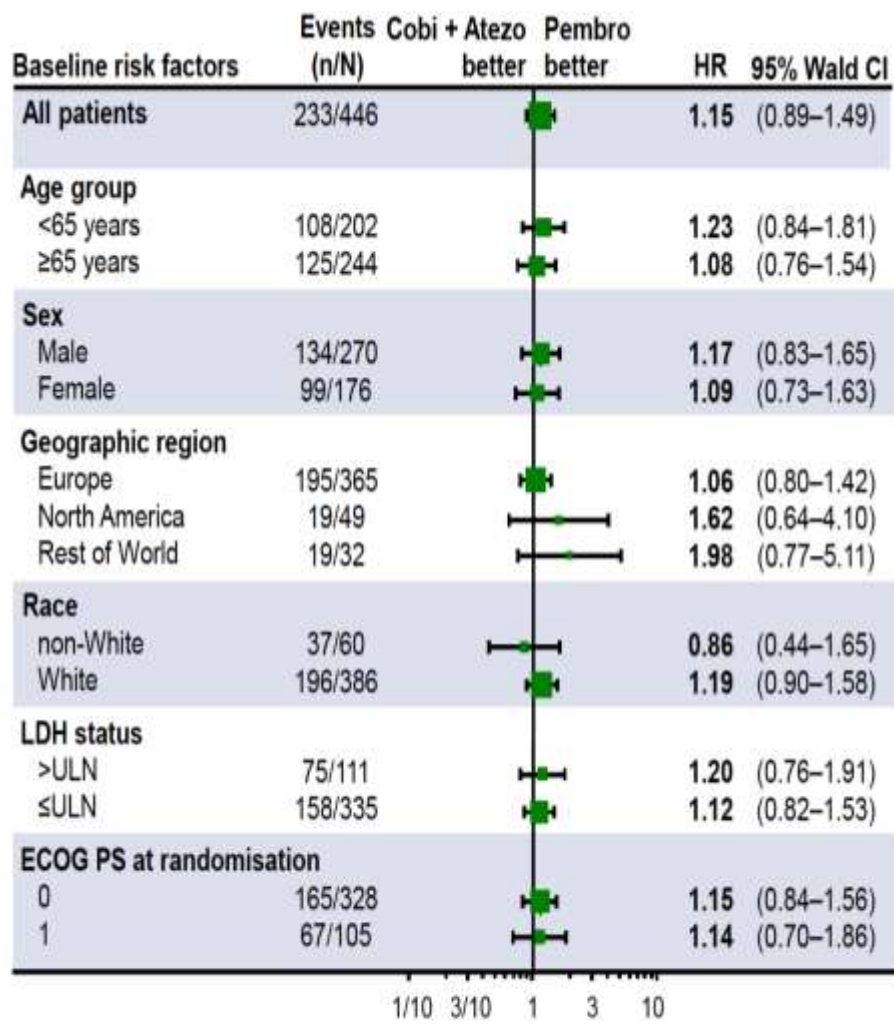 Events Cobi + Atezo Pembro
Baseline risk factors (n/N) better better HR 95% Wald CI
All patients 233/446 1.15 (0.89–1.49)
Age group
<65 years 108/202 1.23 (0.84–1.81)
≥65 years 125/244 1.08 (0.76–1.54)
Sex
Male 134/270 1.17 (0.83–1.65)
Female 99/176 1.09 (0.73–1.63)
Geographic region
Europe 195/365 1.06 (0.80–1.42)
North America 19/49 1.62 (0.64–4.10)
Rest of World 19/32 1.98 (0.77–5.11)
Race
non-White 37/60 0.86 (0.44–1.65)
White 196/386 1.19 (0.90–1.58)
LDH status
>ULN 75/111 1.20 (0.76–1.91)
≤ULN 158/335 1.12 (0.82–1.53)
ECOG PS at randomisation
0 165/328 1.15 (0.84–1.56)
1 67/105 1.14 (0.70–1.86)
1/10 3/10 1 3 10